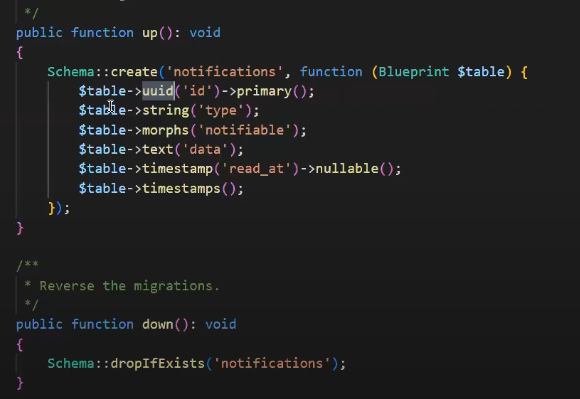 */
public function up(): void
{
Schema::create('notifications', function (Blueprint $table) {
$table->uuid('id')->primary();
$table->string('type');
$table->morphs('notifiable');
$table->text('data');
$table->timestamp('read_at')->nullable();
$table->timestamps();
});
}
/**
* Reverse the migrations.
*/
public function down(): void
{
Schema::dropIfExists('notifications');
}